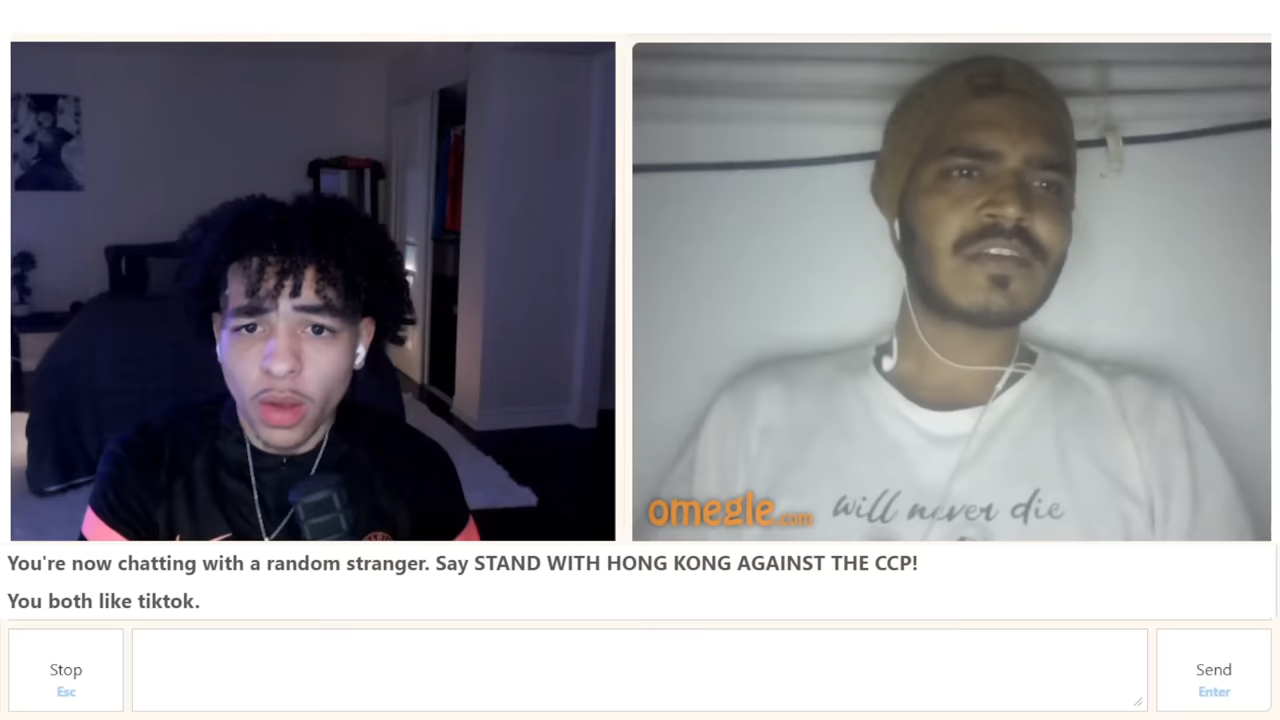 omegle.com
will never die
You're now chatting with a random stranger. Say STAND WITH HONG KONG AGAINST THE CCP!
You both like tiktok.
Stop
Esc
Send
Enter